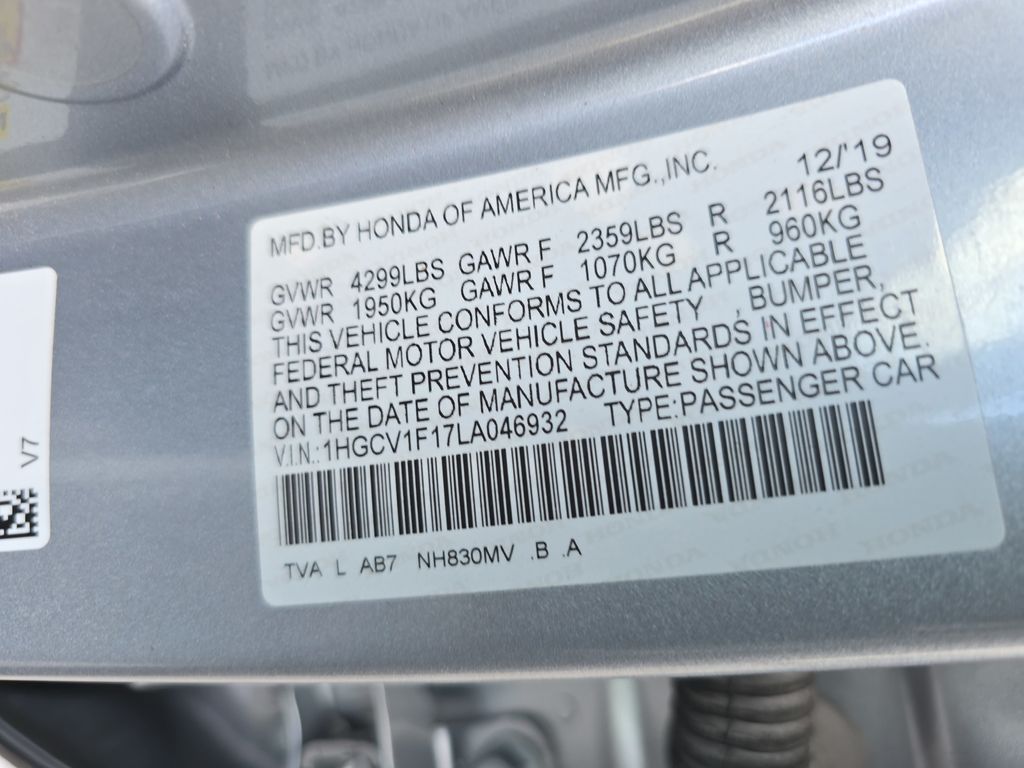 MFD.BY HONDA OF AMERICA MFG.,INC. 12/'19
GVWR 4299LBS GAWR F 2359LBS R 2116LBS
GVWR 1950KG GAWR F 1070KG R 960KG
THIS VEHICLE CONFORMS TO ALL APPLICABLE
FEDERAL MOTOR VEHICLE SAFETY , BUMPER,
AND THEFT PREVENTION STANDARDS IN EFFECT
ON THE DATE OF MANUFACTURE SHOWN ABOVE.
V.I.N.:1HGCV1F17LA046932 TYPE:PASSENGER CAR
TVA L AB7 NH830MV .B .A
V7